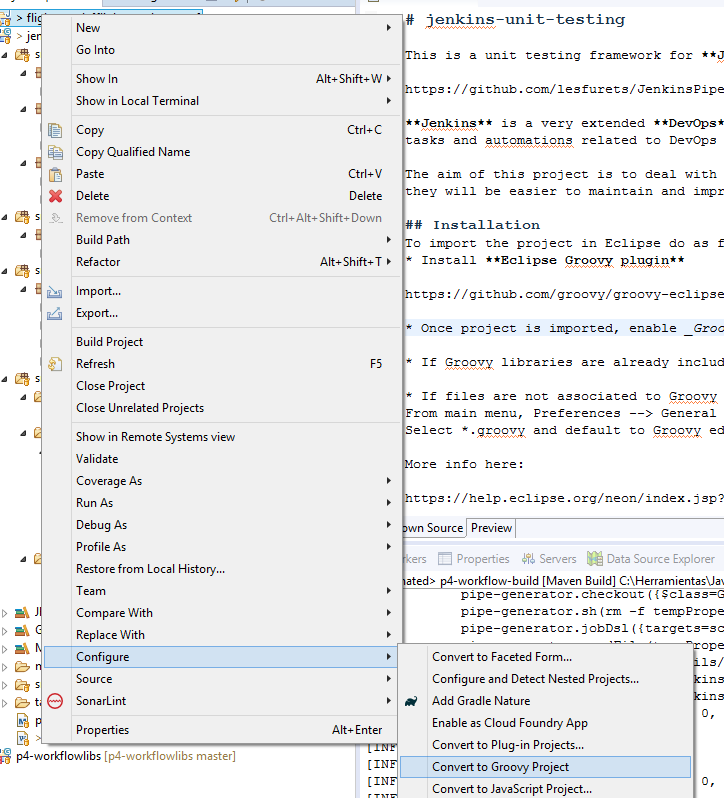 New
Go Into
Show In Alt+Shift+W
Show in Local Terminal
Copy Ctrl+C
Copy Qualified Name
Paste Ctrl+V
Delete Delete
Remove from Context Ctrl+Alt+Shift+Down
Build Path
Refactor Alt+Shift+T
Import...
Export...
Build Project
Refresh F5
Close Project
Close Unrelated Projects
Show in Remote Systems view
Validate
Coverage As
Run As
Debug As
Profile As
Restore from Local History...
Team
Compare With
Replace With
Configure
Source
SonarLint
Properties Alt+Enter
Convert to Faceted Form...
Configure and Detect Nested Projects...
Add Gradle Nature
Enable as Cloud Foundry App
Convert to Plug-in Projects...
Convert to Groovy Project
Convert to JavaScript Project...
p4-workflowlibs [p4-workflowlibs master]
# jenkins-unit-testing
This is a unit testing framework for **J
https://github.com/lesfurets/JenkinsPipe
**Jenkins** is a very extended **DevOps*
tasks and automations related to DevOps
The aim of this project is to deal with
they will be easier to maintain and impr
## Installation
To import the project in Eclipse do as f
* Install **Eclipse Groovy plugin**
https://github.com/groovy/groovy-eclipse
* Once project is imported, enable _Groo
* If Groovy libraries are already includ
* If files are not associated to Groovy
From main menu, Preferences --> General
Select *.groovy and default to Groovy ed
More info here:
https://help.eclipse.org/neon/index.jsp?
own Source Preview
rkers Properties Servers Data Source Explorer
nated> p4-workflow-build [Maven Build] C:\Herramientas\Jav
pipe-generator.checkout({$class=G
pipe-generator.sh(rm -f tempPrope
pipe-generator.jobDsl({targets=sc
[INF
[INF
[INF